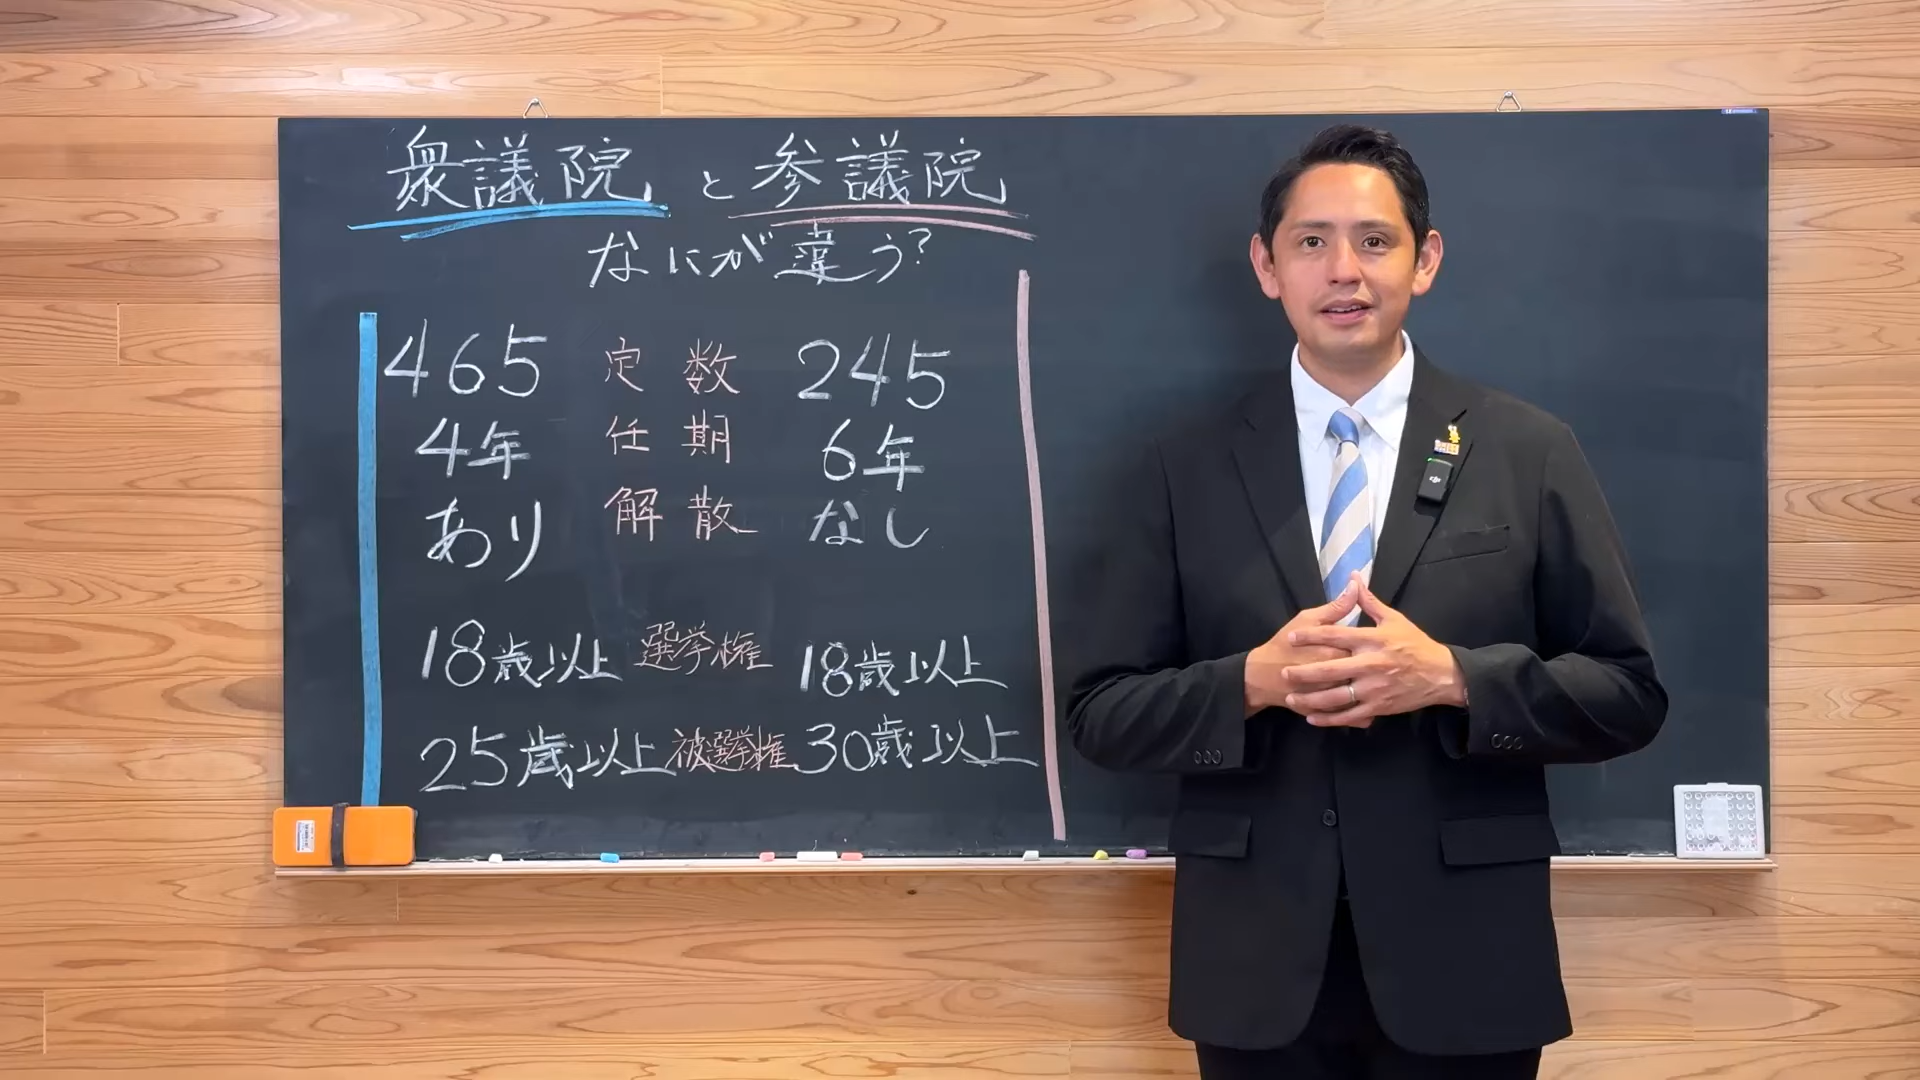 衆議院と参議院
なにが違う?
465 定数 245
4年 任期 6年
あり 解散 なし
18歳以上 選挙権 18歳以上
25歳以上 被選挙権 30歳以上